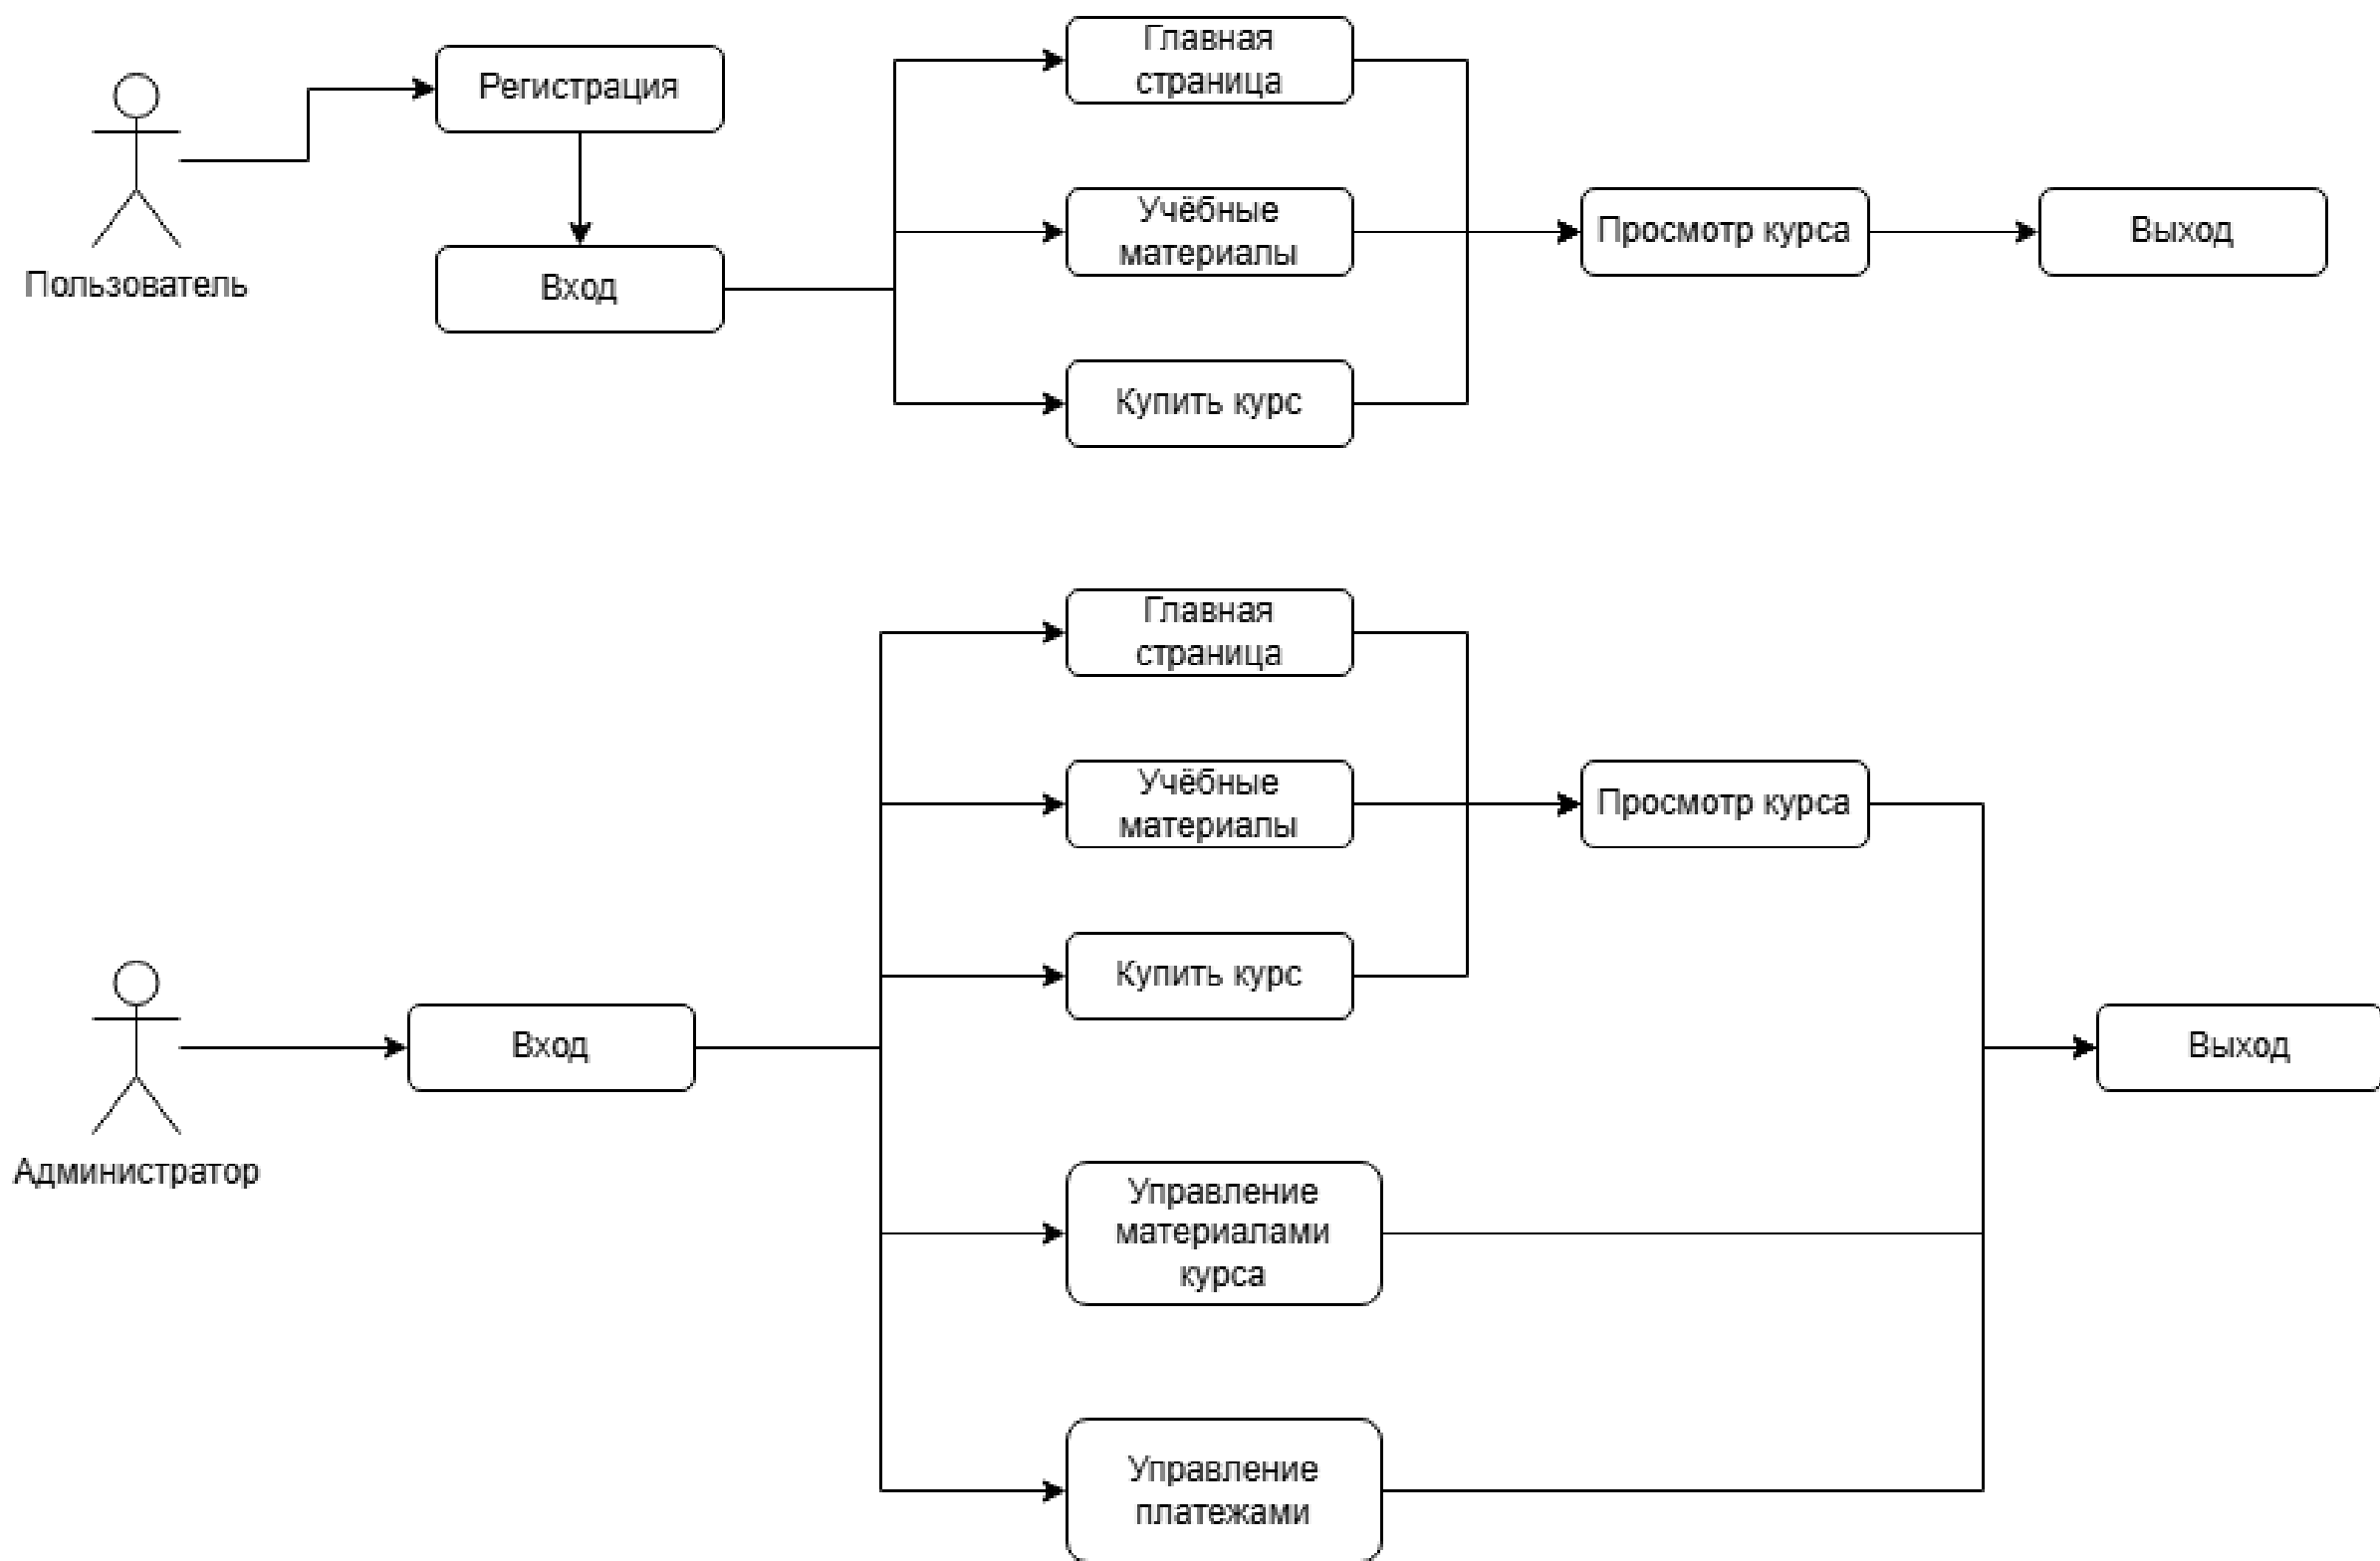 Регистрация
Пользователь
Вход
Главная
страница
Учёбные
материалы
Купить курс
Просмотр курса
Выход
Администратор
Вход
Главная
страница
Учёбные
материалы
Купить курс
Управление
материалами
курса
Управление
платежами
Просмотр курса
Выход